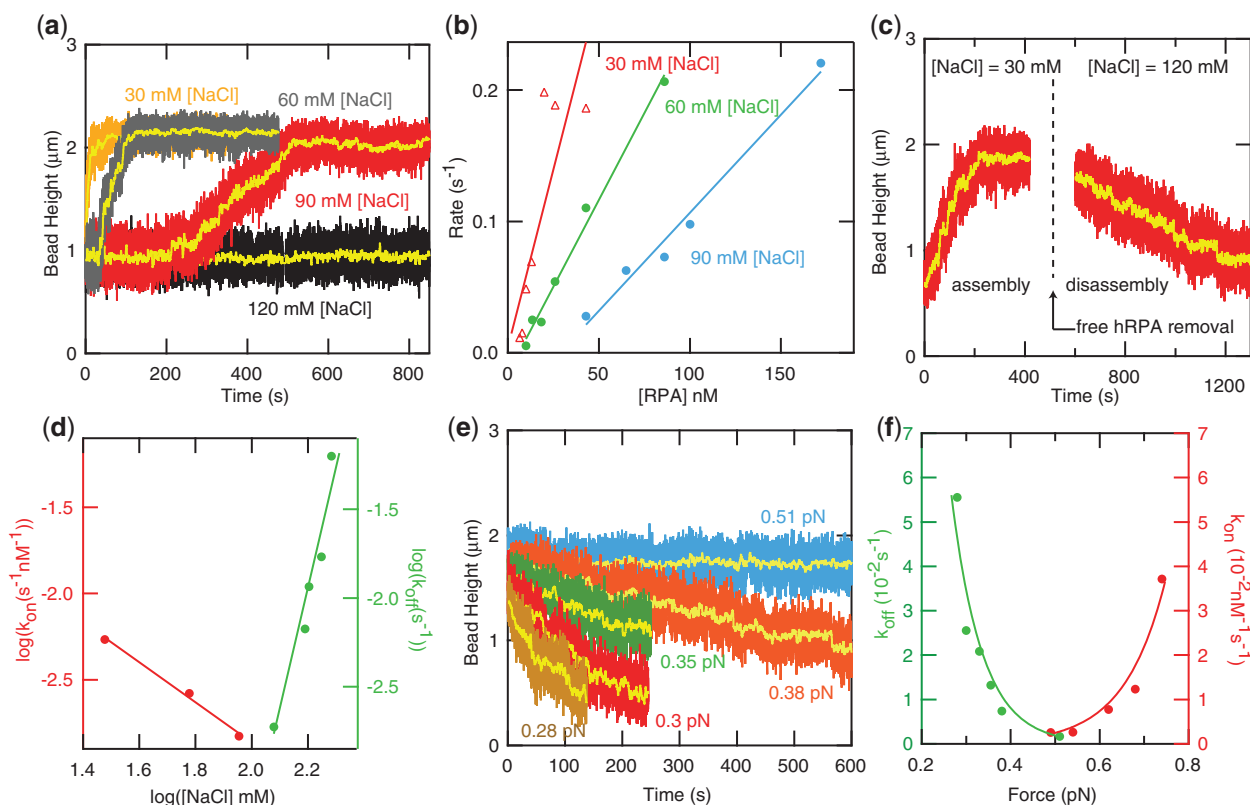 (a)
3
2
1
0
Bead Height (μm)
30 mM [NaCl]
60 mM [NaCl]
90 mM [NaCl]
120 mM [NaCl]
0 200 400 600 800
Time (s)
(b)
0.2
0.1
0.0
Rate (s-1)
30 mM [NaCl]
60 mM [NaCl]
90 mM [NaCl]
0 50 100 150
[RPA] nM
(c)
3
2
1
0
Bead Height (μm)
[NaCl] = 30 mM
[NaCl] = 120 mM
assembly
disassembly
free hRPA removal
0 400 800 1200
Time (s)
(d)
-1.5
-2.0
-2.5
log(kon(s-1nM-1))
-1.5
-2.0
-2.5
log(koff(s-1))
1.4 1.6 1.8 2.0 2.2
log([NaCl] mM)
(e)
3
2
1
0
Bead Height (μm)
0.51 pN
0.35 pN
0.38 pN
0.3 pN
0.28 pN
0 100 200 300 400 500 600
Time (s)
(f)
7
6
5
4
3
2
1
0
koff (10-2s-1)
7
6
5
4
3
2
1
0
kon (10-2nM-1s-1)
0.2 0.4 0.6 0.8
Force (pN)